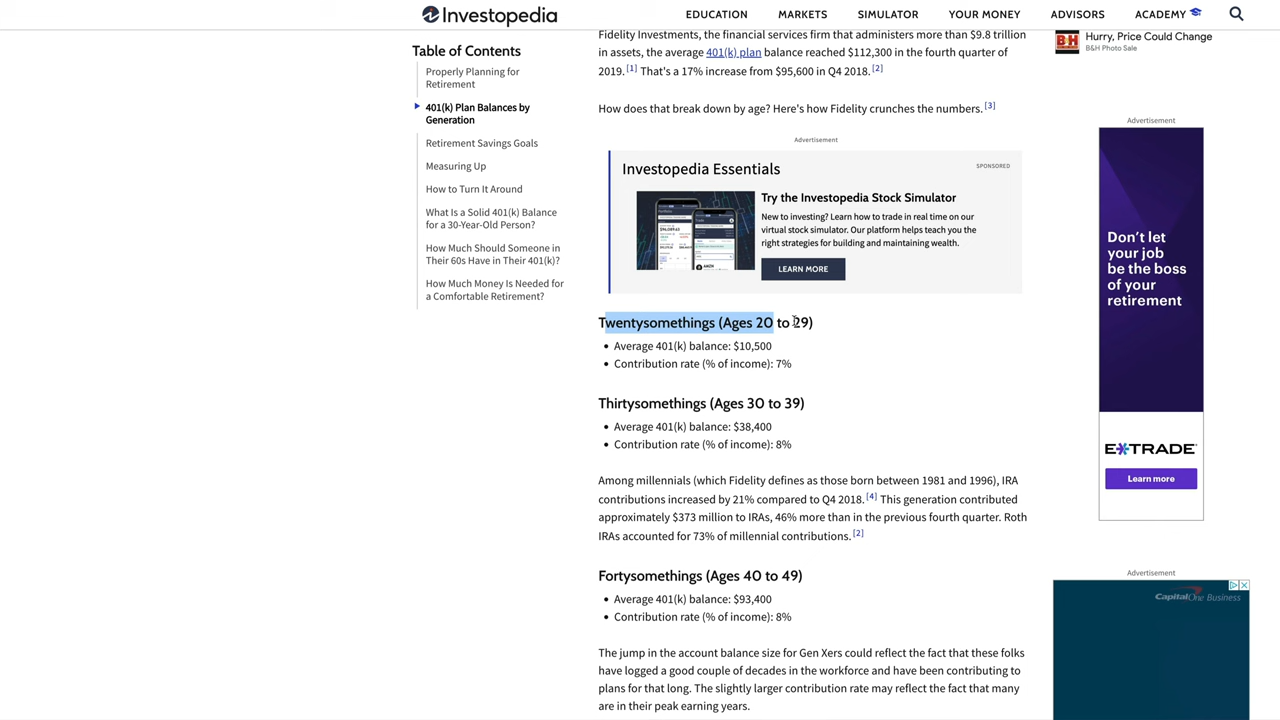 Investopedia
EDUCATION MARKETS SIMULATOR YOUR MONEY ADVISORS ACADEMY
Table of Contents
Properly Planning for
Retirement
401(k) Plan Balances by
Generation
Retirement Savings Goals
Measuring Up
How to Turn It Around
What Is a Solid 401(k) Balance
for a 30-Year-Old Person?
How Much Should Someone in
Their 60s Have in Their 401(k)?
How Much Money Is Needed for
a Comfortable Retirement?
Fidelity Investments, the financial services firm that administers more than $9.8 trillion
in assets, the average 401(k) plan balance reached $112,300 in the fourth quarter of
2019. [1] That's a 17% increase from $95,600 in Q4 2018. [2]
How does that break down by age? Here's how Fidelity crunches the numbers. [3]
Advertisement
Investopedia Essentials
SPONSORED
Try the Investopedia Stock Simulator
New to investing? Learn how to trade in real time on our
virtual stock simulator. Our platform helps teach you the
right strategies for building and maintaining wealth.
LEARN MORE
Twentysomethings (Ages 20 to 29)
• Average 401(k) balance: $10,500
• Contribution rate (% of income): 7%
Thirtysomethings (Ages 30 to 39)
• Average 401(k) balance: $38,400
• Contribution rate (% of income): 8%
Among millennials (which Fidelity defines as those born between 1981 and 1996), IRA
contributions increased by 21% compared to Q4 2018. [4] This generation contributed
approximately $373 million to IRAs, 46% more than in the previous fourth quarter. Roth
IRAs accounted for 73% of millennial contributions. [2]
Fortysomethings (Ages 40 to 49)
• Average 401(k) balance: $93,400
• Contribution rate (% of income): 8%
The jump in the account balance size for Gen Xers could reflect the fact that these folks
have logged a good couple of decades in the workforce and have been contributing to
plans for that long. The slightly larger contribution rate may reflect the fact that many
are in their peak earning years.
B&H
Hurry, Price Could Change
B&H Photo Sale
Advertisement
Don't let
your job
be the boss
of your
retirement
E*TRADE
Learn more
Advertisement
Capital One Business